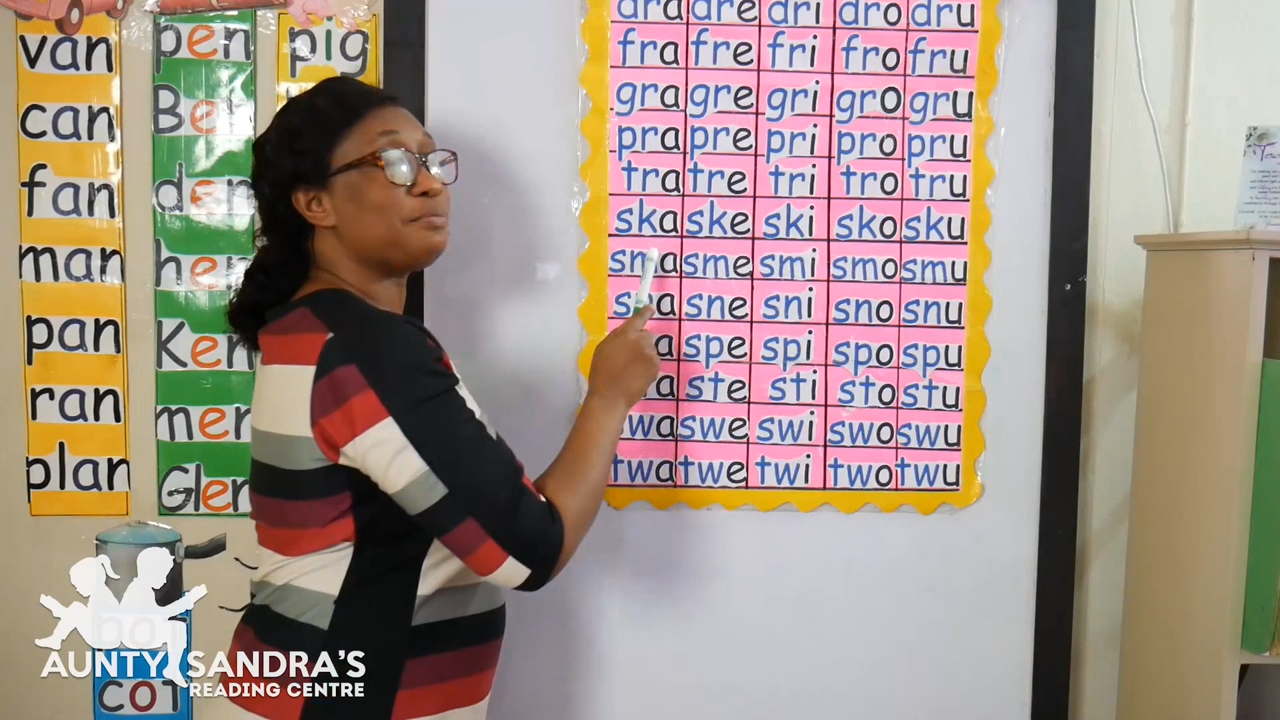 van
can
fan
man
pan
ran
plan
pen
Ben
den
hen
Ken
men
Glen
pig
dra dre dri dro dru
fra fre fri fro fru
gra gre gri gro gru
pra pre pri pro pru
tra tre tri tro tru
ska ske ski sko sku
sma sme smi smo smu
sna sne sni sno snu
spe spi spo spu
ste sti sto stu
swa swe swi swo swu
twa twe twi two twu
cot
AUNTY SANDRA'S
READING CENTRE